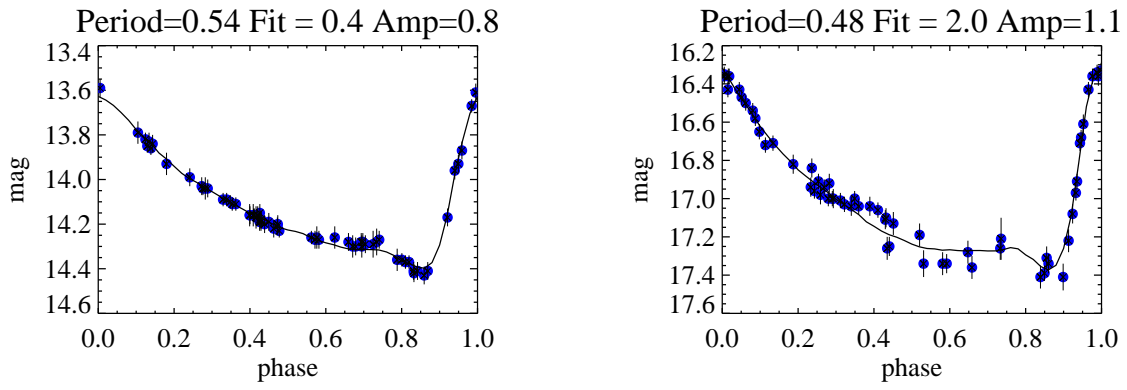 Period=0.54 Fit = 0.4 Amp=0.8
13.4
13.6
13.8
14.0
14.2
14.4
14.6
mag
0.0 0.2 0.4 0.6 0.8 1.0
phase
Period=0.48 Fit = 2.0 Amp=1.1
16.2
16.4
16.6
16.8
17.0
17.2
17.4
17.6
mag
0.0 0.2 0.4 0.6 0.8 1.0
phase